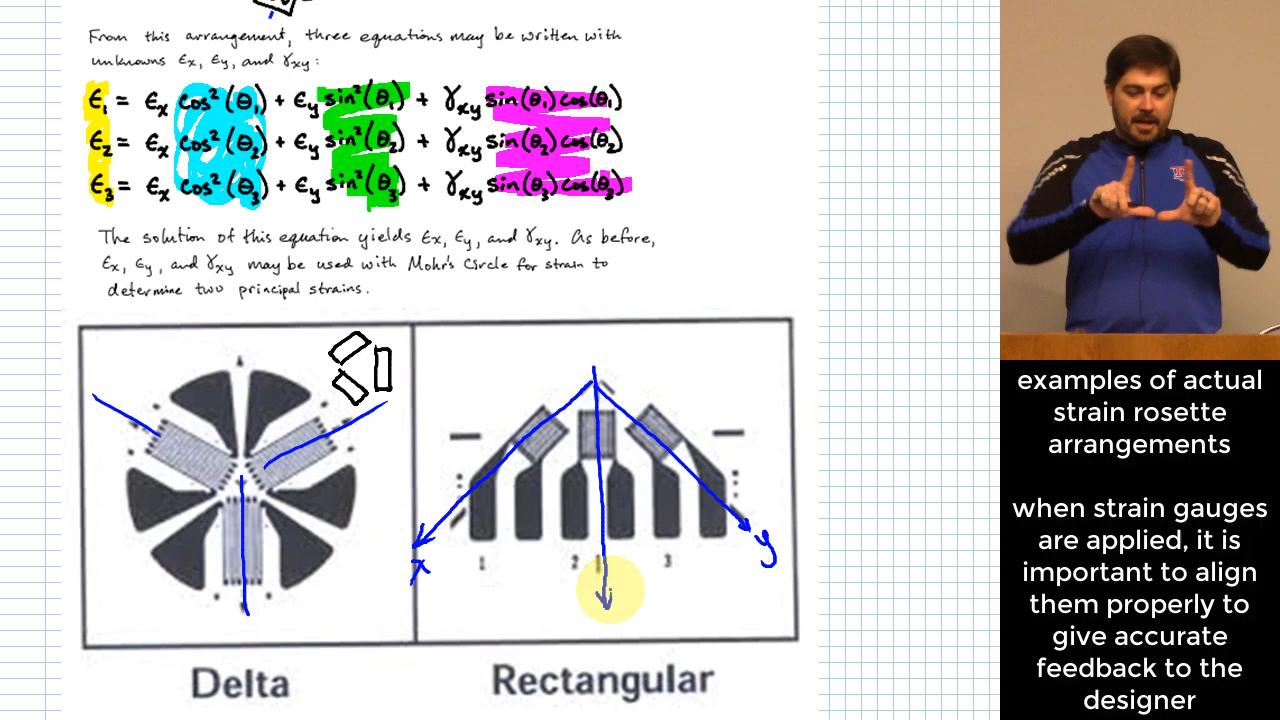 From this arrangement, three equations may be written with
unknowns εx, εy, and γxy:
ε1 = εx cos²(θ1) + εy sin²(θ1) + γxy sin(θ1) cos(θ1)
ε2 = εx cos²(θ2) + εy sin²(θ2) + γxy sin(θ2) cos(θ2)
ε3 = εx cos²(θ3) + εy sin²(θ3) + γxy sin(θ3) cos(θ3)
The solution of this equation yields εx, εy, and γxy. As before,
εx, εy, and γxy may be used with Mohr's Circle for strain to
determine two principal strains.
x
y
1 2 3
Delta
Rectangular
examples of actual
strain rosette
arrangements
when strain gauges
are applied, it is
important to align
them properly to
give accurate
feedback to the
designer